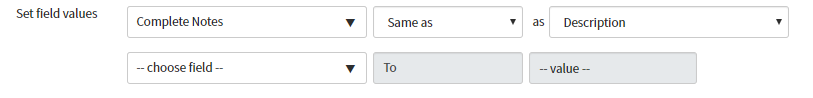 Set field values Complete Notes Same as as Description
-- choose field -- To -- value --